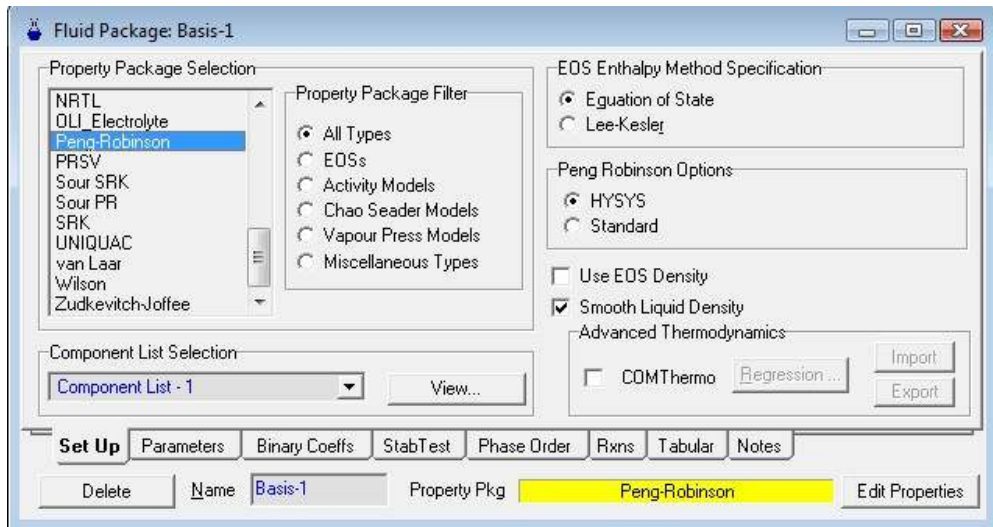 Fluid Package: Basis-1
Property Package Selection
NRTL
OLI_Electrolyte
Peng-Robinson
PRSV
Sour SRK
Sour PR
SRK
UNIQUAC
van Laar
Wilson
Zudkevitch-Joffee
Property Package Filter
All Types
EOSs
Activity Models
Chao Seader Models
Vapour Press Models
Miscellaneous Types
EOS Enthalpy Method Specification
Equation of State
Lee-Kesler
Peng Robinson Options
HYSYS
Standard
Use EOS Density
Smooth Liquid Density
Advanced Thermodynamics
COMThermo
Regression ...
Import
Export
Component List Selection
Component List - 1
View...
Set Up Parameters Binary Coeffs StabTest Phase Order Rxns Tabular Notes
Delete Name Basis-1 Property Pkg Peng-Robinson Edit Properties